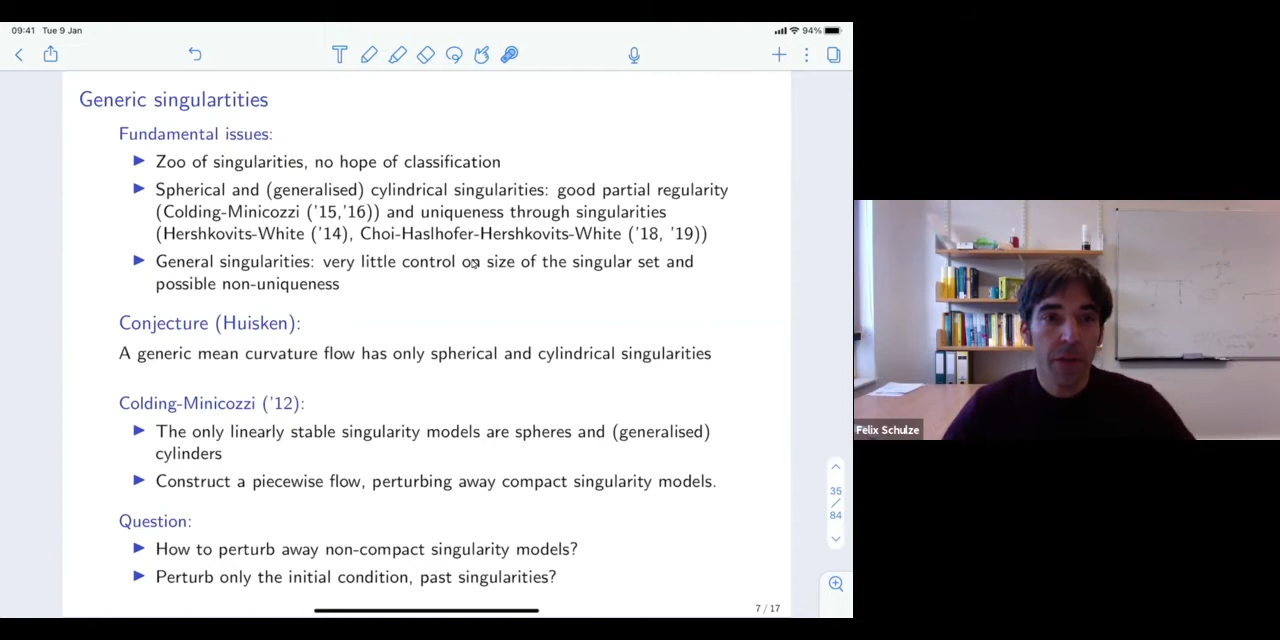 09:41 Tue 9 Jan
94%
Generic singultartities
Fundamental issues:
Zoo of singularities, no hope of classification
Spherical and (generalised) cylindrical singularities: good partial regularity
(Colding-Minicozzi ('15,'16)) and uniqueness through singularities
(Hershkovits-White ('14), Choi-Haslhofer-Hershkovits-White ('18, '19))
General singularities: very little control on size of the singular set and
possible non-uniqueness
Conjecture (Huisken):
A generic mean curvature flow has only spherical and cylindrical singularities
Colding-Minicozzi ('12):
The only linearly stable singularity models are spheres and (generalised)
cylinders
Construct a piecewise flow, perturbing away compact singularity models.
Question:
How to perturb away non-compact singularity models?
Perturb only the initial condition, past singularities?
7 / 17
35
/
84
Felix Schulze